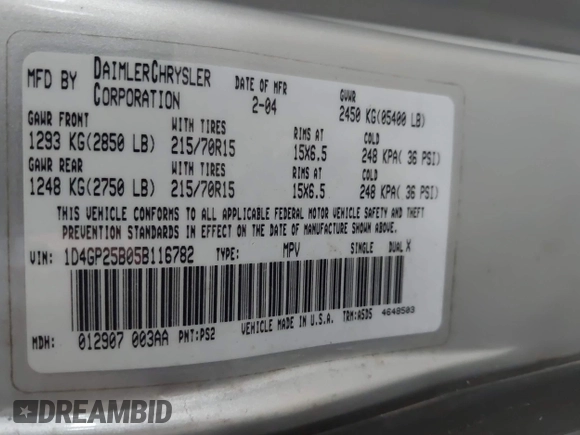 MFD BY DAIMLERCHRYSLER CORPORATION
DATE OF MFR 2-04
GVWR 2450 KG(05400 LB)
GAWR FRONT WITH TIRES RIMS AT COLD
1293 KG(2850 LB) 215/70R15 15X6.5 248 KPA( 36 PSI)
GAWR REAR WITH TIRES RIMS AT COLD
1248 KG(2750 LB) 215/70R15 15X6.5 248 KPA( 36 PSI)
THIS VEHICLE CONFORMS TO ALL APPLICABLE FEDERAL MOTOR VEHICLE SAFETY AND THEFT
PREVENTION STANDARDS IN EFFECT ON THE DATE OF MANUFACTURE SHOWN ABOVE.
VIN: 1D4GP25B05B116782 TYPE: MPV SINGLE DUAL X
MDH: 012907 003AA PNT:PS2 VEHICLE MADE IN U.S.A. TRM:A5DS 4648503
DREAMBID